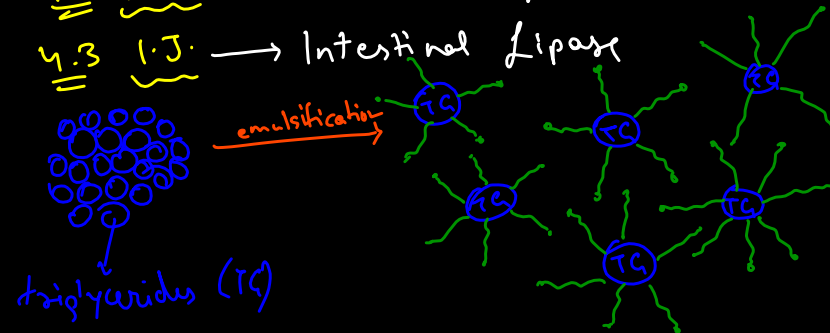 4.3 I.J. → Intestinal Lipase
emulsification
TG
TG
TG
TG
TG
TG
triglycerides (TG)